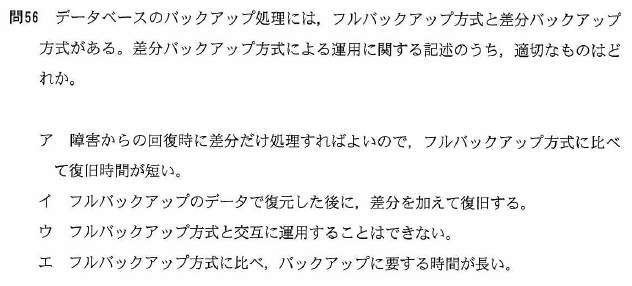 問56　データベースのバックアップ処理には，フルバックアップ方式と差分バックアップ
方式がある。差分バックアップ方式による運用に関する記述のうち，適切なものはど
れか。
ア　障害からの回復時に差分だけ処理すればよいので，フルバックアップ方式に比べ
て復旧時間が短い。
イ　フルバックアップのデータで復元した後に，差分を加えて復旧する。
ウ　フルバックアップ方式と交互に運用することはできない。
エ　フルバックアップ方式に比べ，バックアップに要する時間が長い。